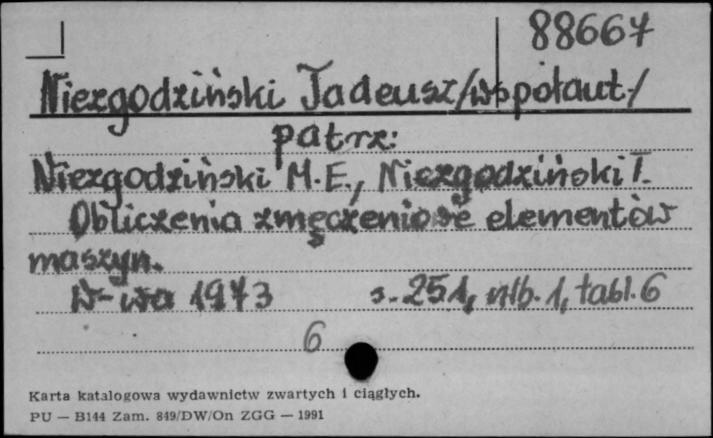 88667
Niezgodziński Tadeusz /współaut./
patrz:
Niezgodziński M.E., Niezgodziński T.
Obliczenia zmęczeniowe elementów
maszyn.
W-wa 1973 s. 251, nlb. 1, tabl. 6
6
Karta katalogowa wydawnictw zwartych i ciągłych.
PU — B144 Zam. 849/DW/On ZGG — 1991